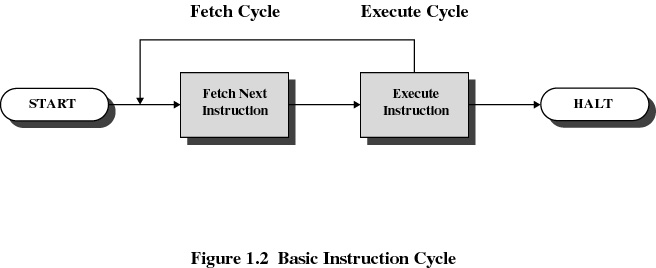 Fetch Cycle
Execute Cycle
START
Fetch Next
Instruction
Execute
Instruction
HALT
Figure 1.2 Basic Instruction Cycle